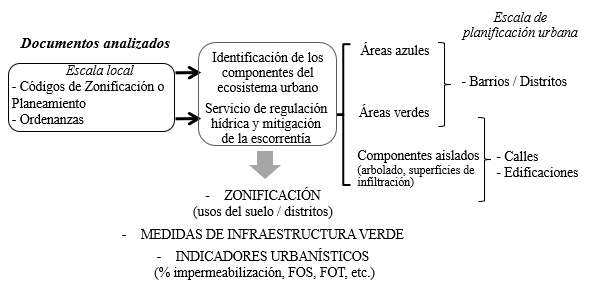 Documentos analizados
Escala local
- Códigos de Zonificación o
Planeamiento
- Ordenanzas
Identificación de los
componentes del
ecosistema urbano
Servicio de regulación
hídrica y mitigación
de la escorrentía
Áreas azules
Áreas verdes
Componentes aislados
(arbolado, superficies de
infiltración)
Escala de
planificación urbana
- Barrios / Distritos
- Calles
- Edificaciones
- ZONIFICACIÓN
(usos del suelo / distritos)
- MEDIDAS DE INFRAESTRUCTURA VERDE
- INDICADORES URBANÍSTICOS
(% impermeabilización, FOS, FOT, etc.)